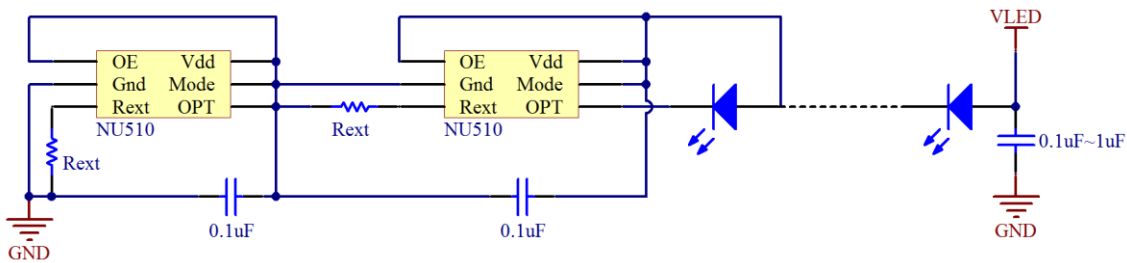 VLED
OE Vdd
Gnd Mode
Rext OPT
NU510
Rext
OE Vdd
Gnd Mode
Rext OPT
NU510
Rext
0.1uF
0.1uF
0.1uF~1uF
GND
GND